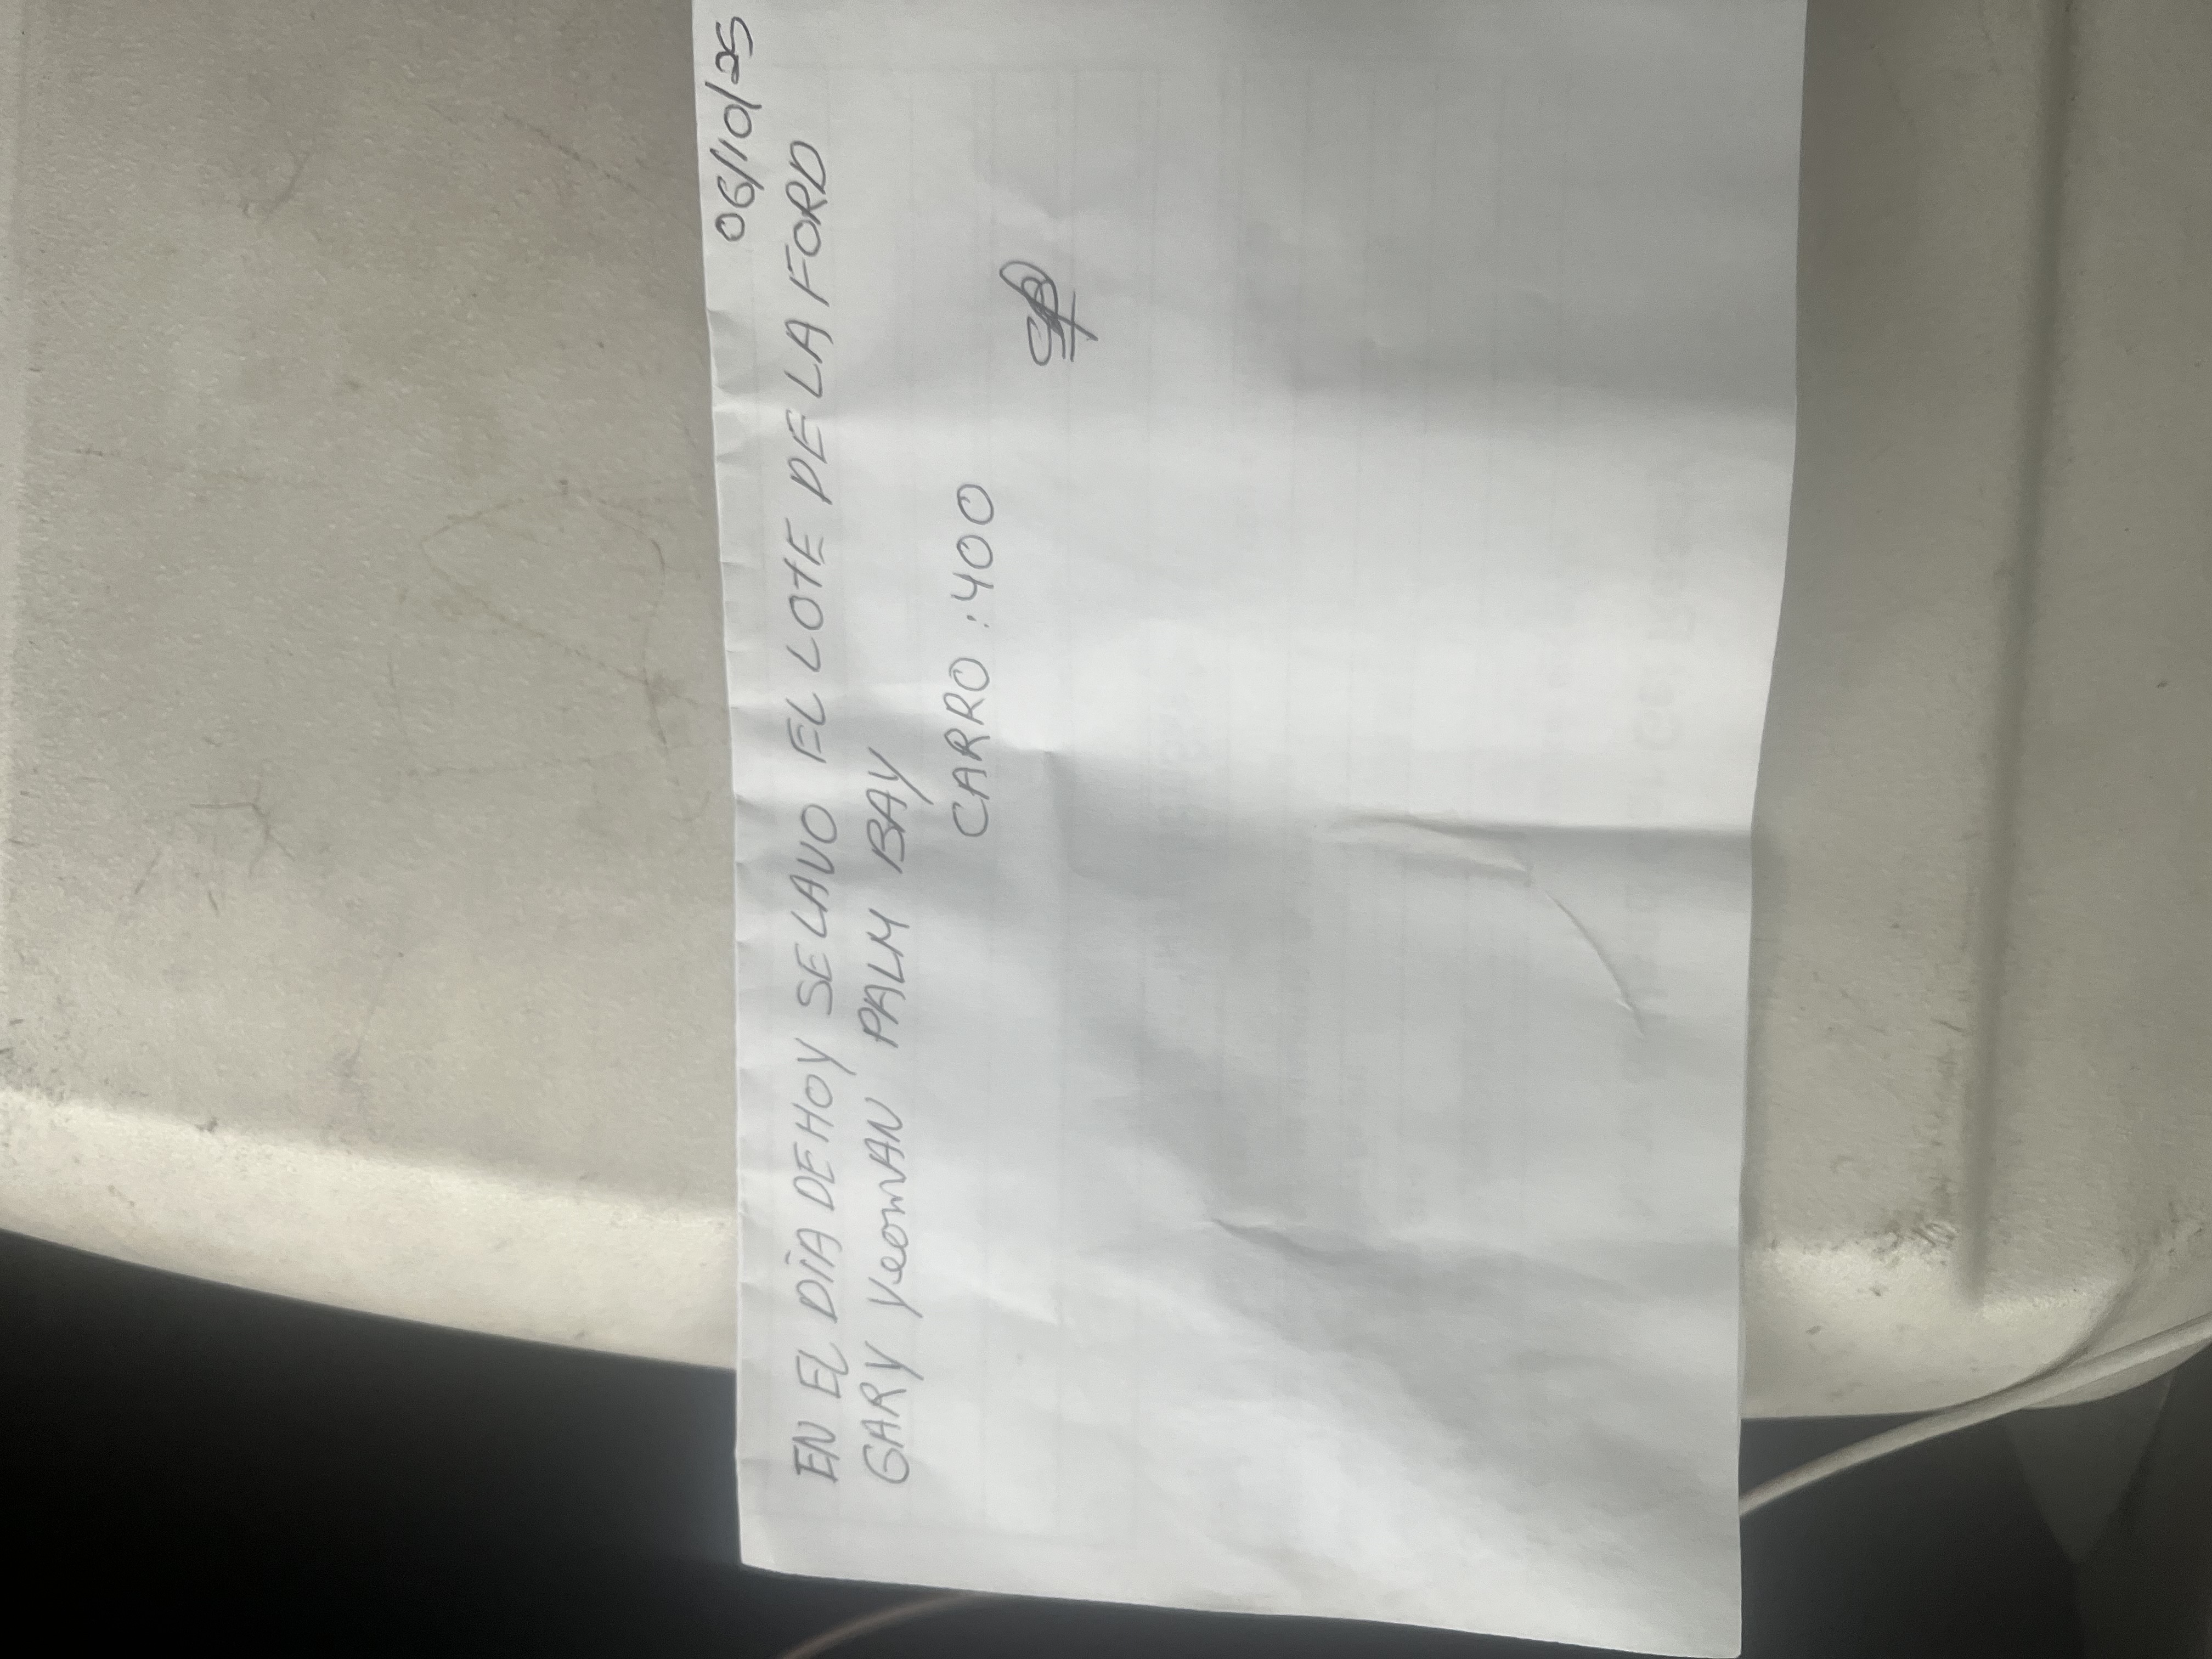 06/10/25
EN EL DÍA DE HOY SE LAVO EL LOTE DE LA FORD
GARY YeomAN PALM BAY
CARRO :400